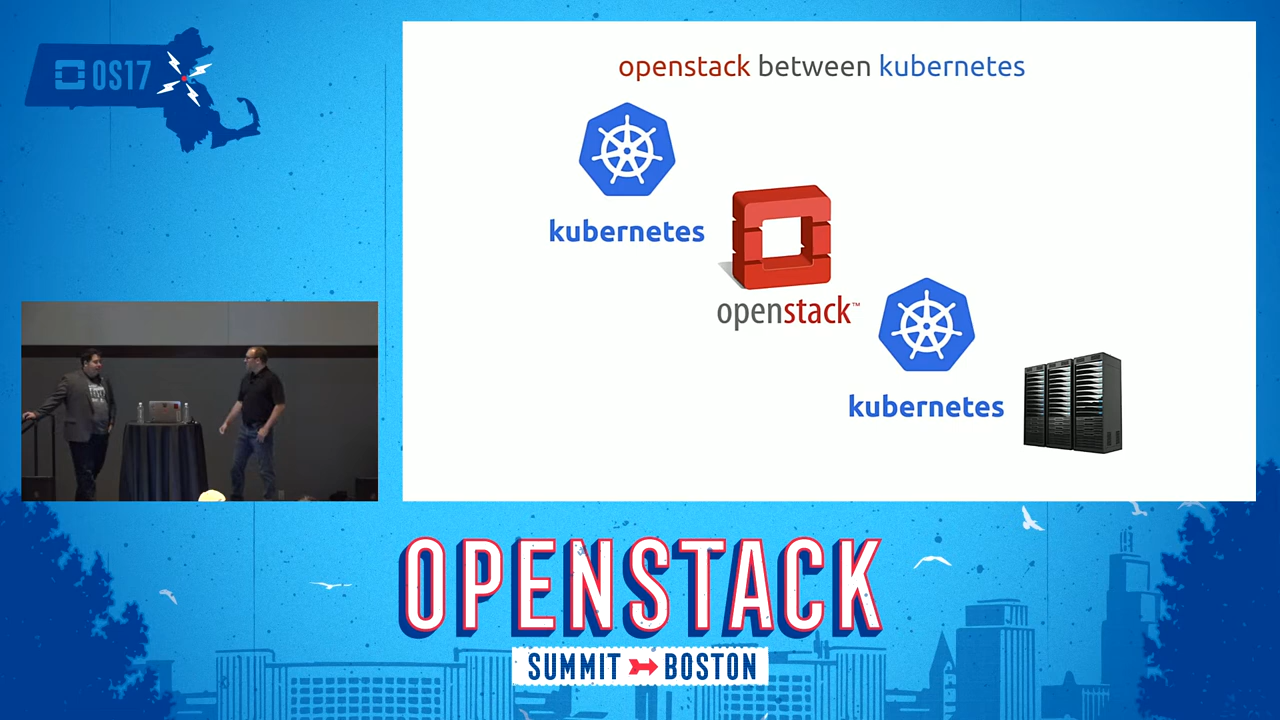 OS17
openstack between kubernetes
kubernetes
openstack™
kubernetes
OPENSTACK
SUMMIT BOSTON